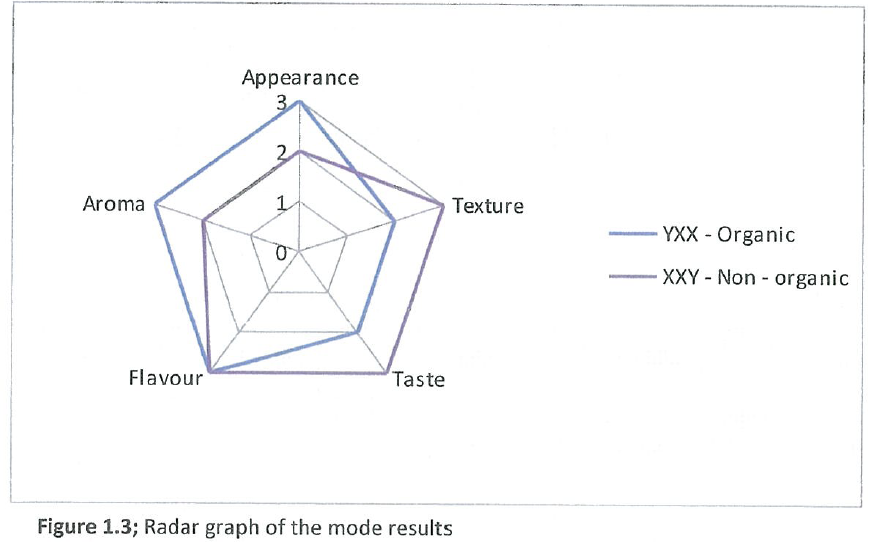 Appearance
3
2
Aroma
1
Texture
0
YXX - Organic
XXY - Non - organic
Flavour
Taste
Figure 1.3; Radar graph of the mode results